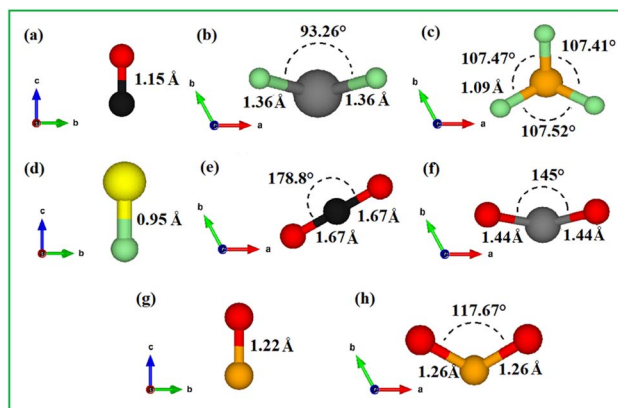 (a)
1.15 Å
c
b
(b)
93.26°
1.36 Å
1.36 Å
b
a
(c)
107.47°
107.41°
1.09 Å
107.52°
b
a
(d)
0.95 Å
c
b
(e)
178.8°
1.67 Å
1.67 Å
b
a
(f)
145°
1.44 Å
1.44 Å
b
a
(g)
1.22 Å
c
b
(h)
117.67°
1.26 Å
1.26 Å
b
a